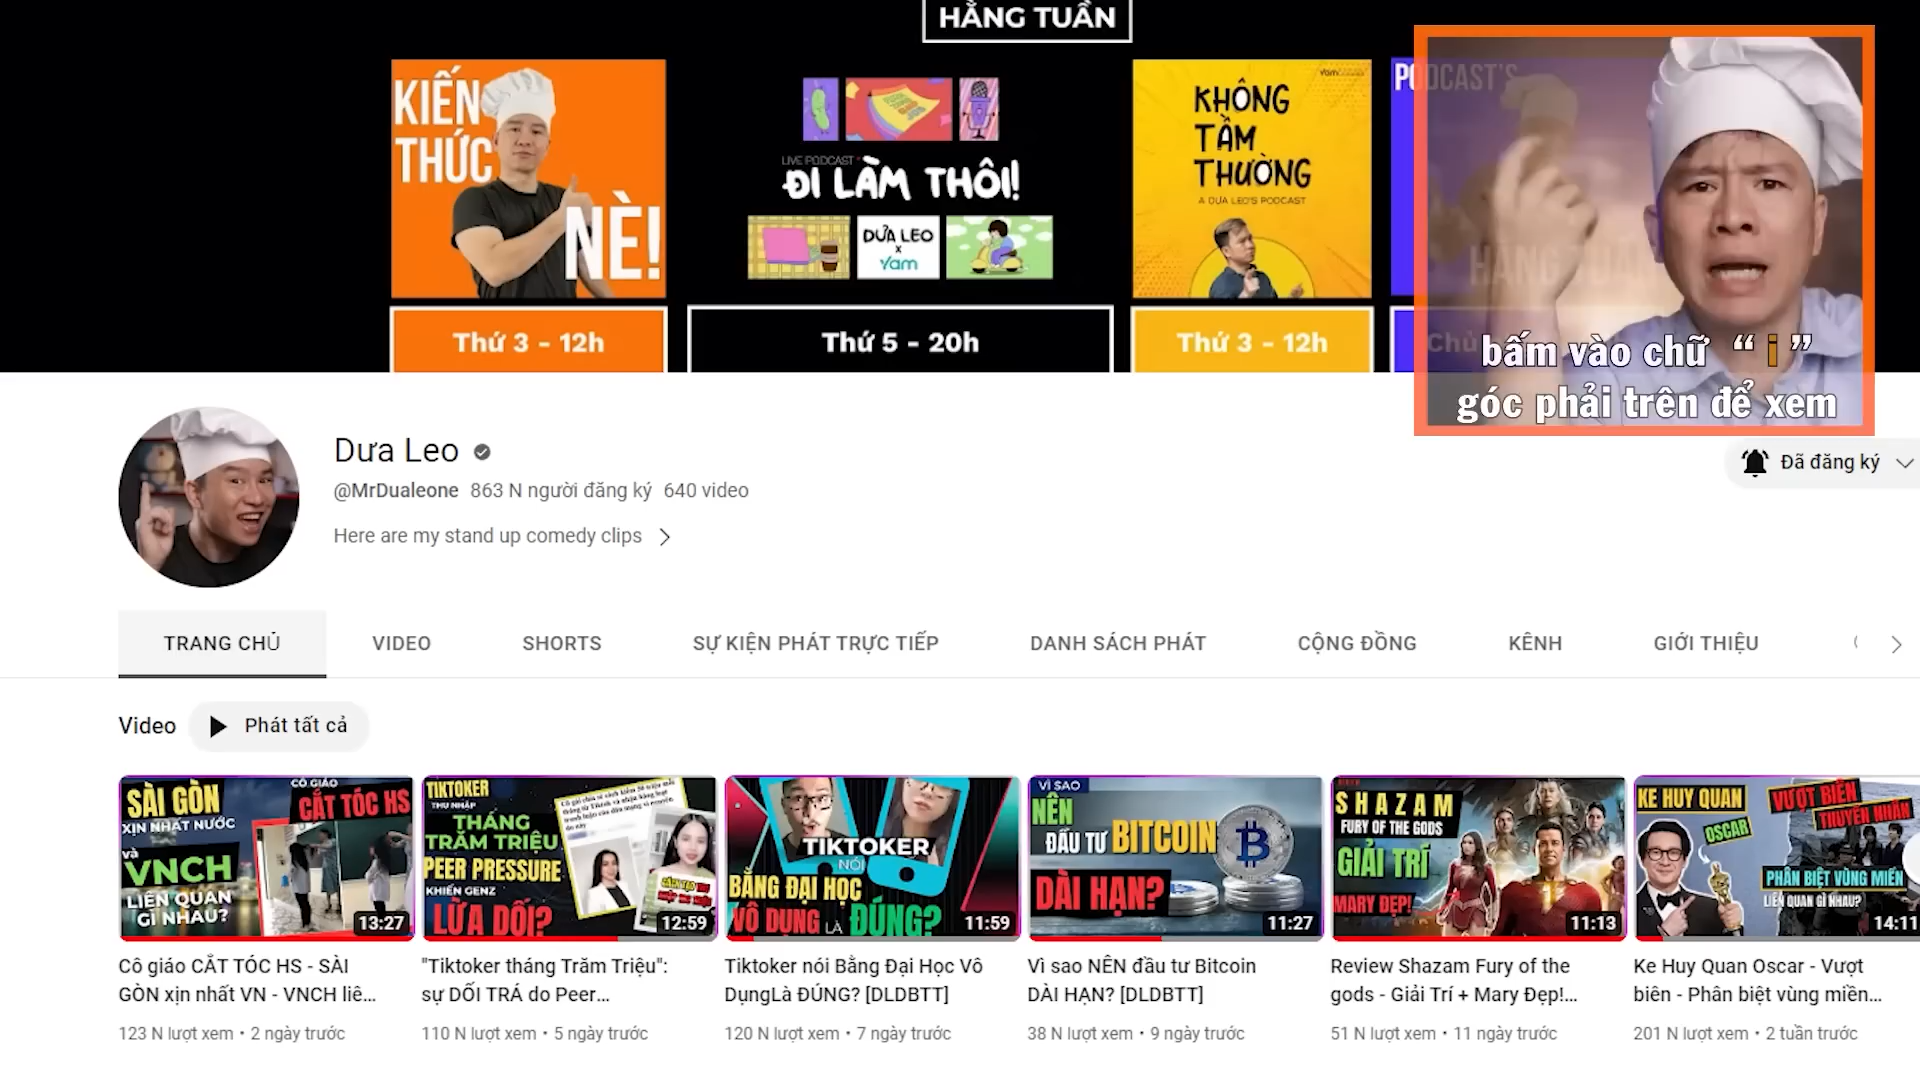 HẰNG TUẦN
KIẾN
THỨC
NÈ!
Thứ 3 - 12h
LIVE PODCAST
ĐI LÀM THÔI!
DƯA LEO
x
Yam
Thứ 5 - 20h
KHÔNG
TẦM
THƯỜNG
A DUA LEO'S PODCAST
Thứ 3 - 12h
PODCAST'S
HẰNG TUẦN
Chủ
bấm vào chữ “ i ”
góc phải trên để xem
Dưa Leo
@MrDualeone 863 N người đăng ký 640 video
Here are my stand up comedy clips
Đã đăng ký
TRANG CHỦ
VIDEO
SHORTS
SỰ KIỆN PHÁT TRỰC TIẾP
DANH SÁCH PHÁT
CỘNG ĐỒNG
KÊNH
GIỚI THIỆU
Video
Phát tất cả
SÀI GÒN
XỊN NHẤT NƯỚC
và
VNCH
LIÊN QUAN
GÌ NHAU?
CÔ GIÁO
CẮT TÓC HS
13:27
TIKTOKER
THU NHẬP
THÁNG
TRĂM TRIỆU
PEER PRESSURE
KHIẾN GENZ
LỪA DỐI?
12:59
TIKTOKER
NÓI
BẰNG ĐẠI HỌC
VÔ DỤNG LÀ ĐÚNG?
11:59
VÌ SAO
NÊN
ĐẦU TƯ BITCOIN
DÀI HẠN?
11:27
REVIEW
SHAZAM
FURY OF THE GODS
GIẢI TRÍ
MARY ĐẸP!
11:13
KE HUY QUAN
OSCAR
VƯỢT BIÊN
THUYỀN NHÂN
PHÂN BIỆT VÙNG MIỀN
LIÊN QUAN GÌ NHAU?
14:11
Cô giáo CẮT TÓC HS - SÀI
GÒN xịn nhất VN - VNCH liê...
123 N lượt xem • 2 ngày trước
"Tiktoker tháng Trăm Triệu":
sự DỐI TRÁ do Peer...
110 N lượt xem • 5 ngày trước
Tiktoker nói Bằng Đại Học Vô
DụngLà ĐÚNG? [DLDBTT]
120 N lượt xem • 7 ngày trước
Vì sao NÊN đầu tư Bitcoin
DÀI HẠN? [DLDBTT]
38 N lượt xem • 9 ngày trước
Review Shazam Fury of the
gods - Giải Trí + Mary Đẹp!...
51 N lượt xem • 11 ngày trước
Ke Huy Quan Oscar - Vượt
biên - Phân biệt vùng miền...
201 N lượt xem • 2 tuần trước